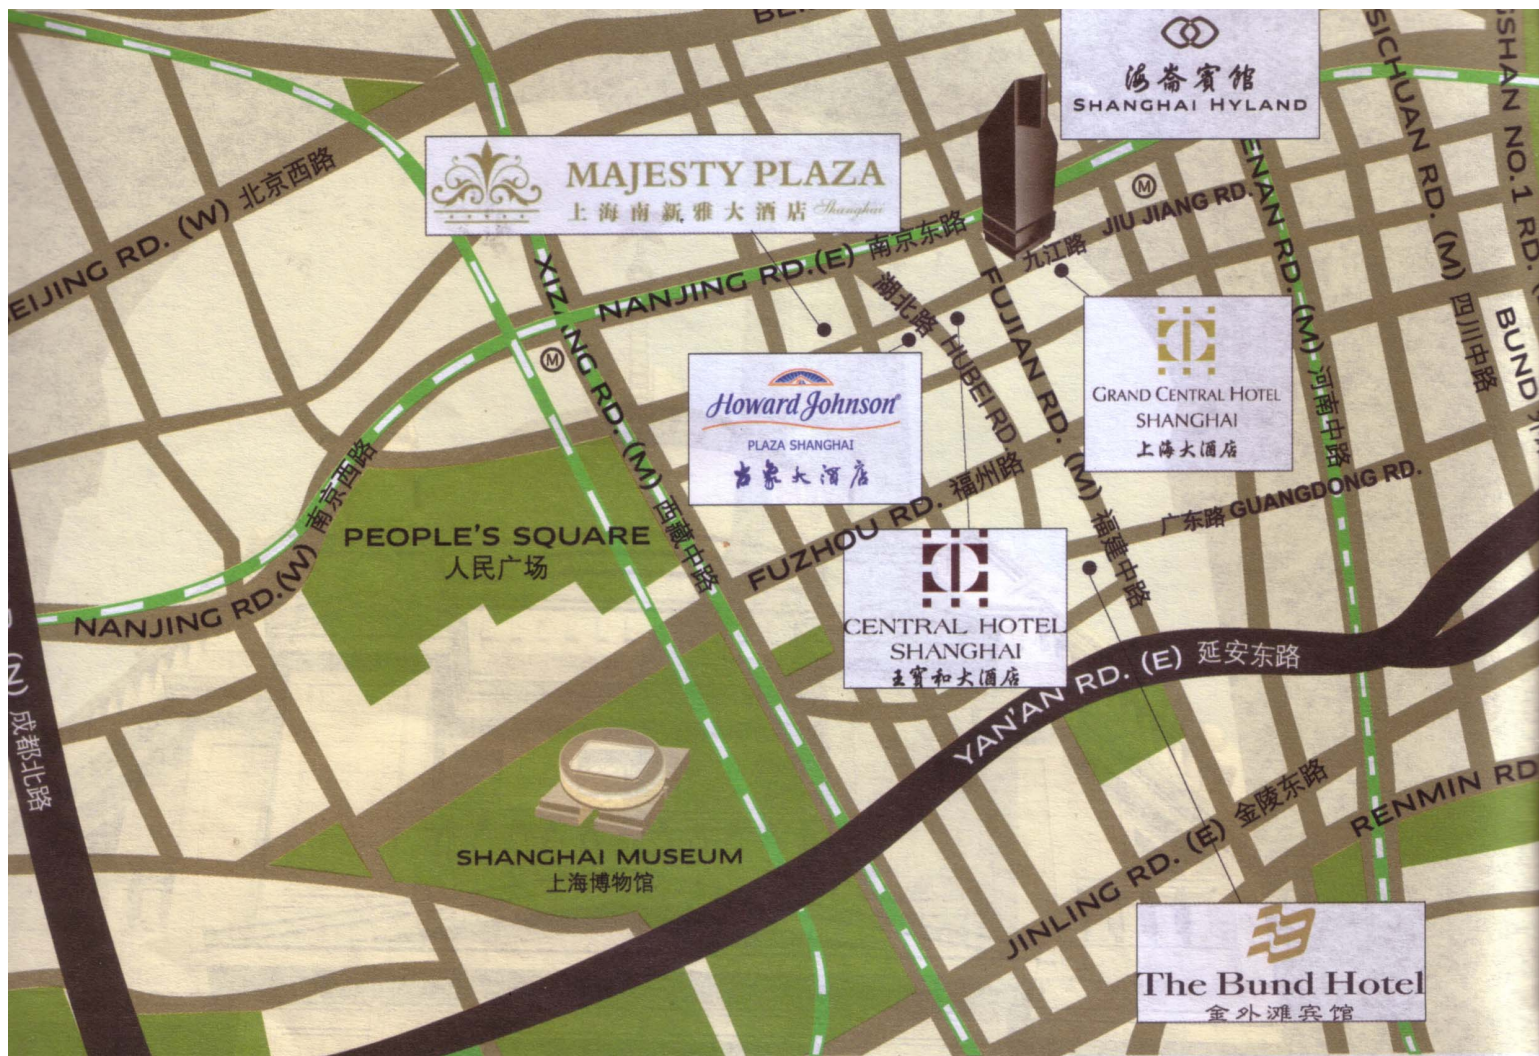 海崙賓館
SHANGHAI HYLAND
SICHUAN RD. (M) 四川中路
GSHAN NO.1 RD.
BUND
MAJESTY PLAZA
上海南新雅大酒店 Shanghai
EIJING RD. (W) 北京西路
XIZANG RD. (M) 西藏中路
NANJING RD.(E) 南京东路
M
JIU JIANG RD.
九江路
ENAN RD. (M) 河南中路
湖北路 HUBEI RD.
FUJIAN RD. (M) 福建中路
M
Howard Johnson
PLAZA SHANGHAI
古象大酒店
GRAND CENTRAL HOTEL
SHANGHAI
上海大酒店
NANJING RD.(W) 南京西路
PEOPLE'S SQUARE
人民广场
FUZHOU RD. 福州路
广东路 GUANGDONG RD.
CENTRAL HOTEL
SHANGHAI
王寶和大酒店
YAN'AN RD. (E) 延安东路
(N) 成都北路
SHANGHAI MUSEUM
上海博物馆
JINLING RD. (E) 金陵东路
RENMIN RD
The Bund Hotel
金外滩宾馆